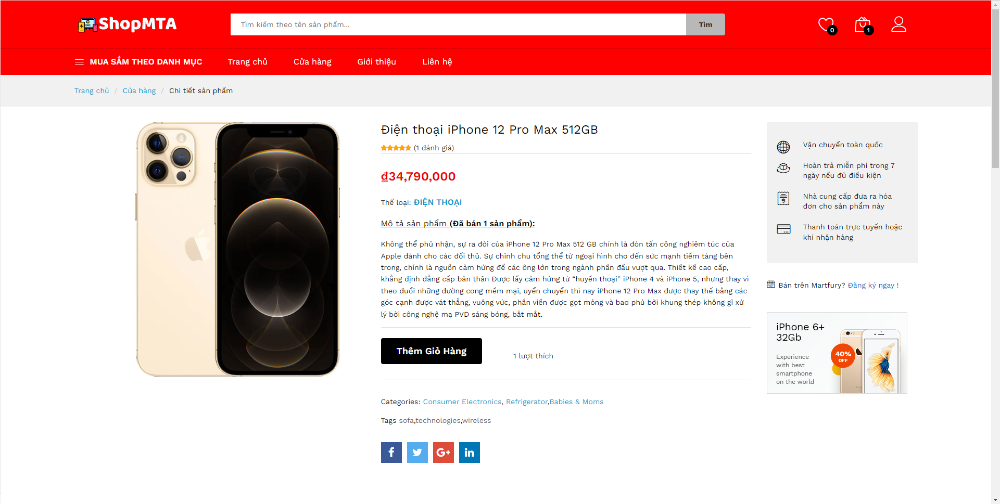 ShopMTA
Tìm kiếm theo tên sản phẩm...
Tìm
0
1
MUA SẮM THEO DANH MỤC
Trang chủ
Cửa hàng
Giới thiệu
Liên hệ
Trang chủ / Cửa hàng / Chi tiết sản phẩm
Điện thoại iPhone 12 Pro Max 512GB
(1 đánh giá)
₫34,790,000
Thể loại: ĐIỆN THOẠI
Mô tả sản phẩm (Đã bán 1 sản phẩm):
Không thể phủ nhận, sự ra đời của iPhone 12 Pro Max 512 GB chính là đòn tấn công nghiêm túc của
Apple dành cho các đối thủ. Sự chỉnh chu tổng thể từ ngoại hình cho đến sức mạnh tiềm tàng bên
trong, chính là nguồn cảm hứng để các ông lớn trong ngành phấn đấu vượt qua. Thiết kế cao cấp,
khẳng định đẳng cấp bản thân Được lấy cảm hứng từ “huyền thoại” iPhone 4 và iPhone 5, nhưng thay vì
theo đuổi những đường cong mềm mại, uyển chuyển thì nay iPhone 12 Pro Max được thay thế bằng các
góc cạnh được vát thẳng, vuông vức, phần viền được gọt mỏng và bao phủ bởi khung thép không gỉ xử
lý bởi công nghệ mạ PVD sáng bóng, bắt mắt.
Thêm Giỏ Hàng
1 lượt thích
Categories: Consumer Electronics, Refrigerator,Babies & Moms
Tags sofa,technologies,wireless
f
G+
in
Vận chuyển toàn quốc
Hoàn trả miễn phí trong 7
ngày nếu đủ điều kiện
Nhà cung cấp đưa ra hóa
đơn cho sản phẩm này
Thanh toán trực tuyến hoặc
khi nhận hàng
Bán trên Martfury? Đăng ký ngay !
iPhone 6+
32Gb
40%
OFF
Experience
with best
smartphone
on the world